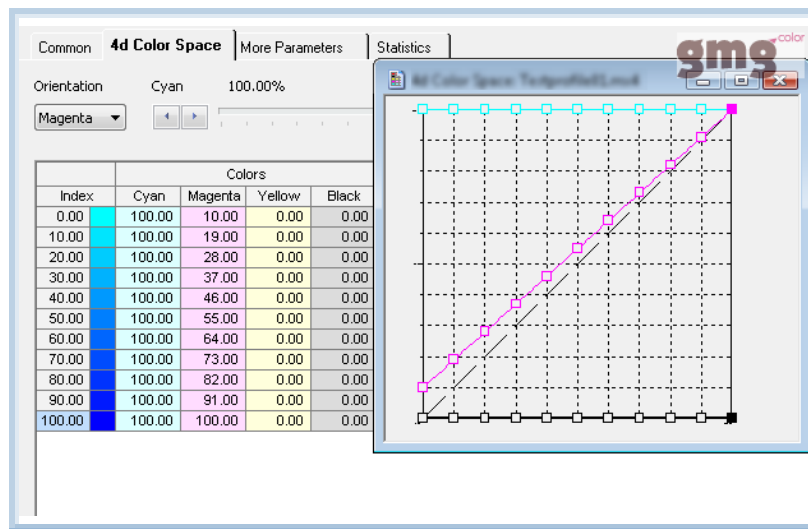 Common 4d Color Space More Parameters Statistics
gmg color
Orientation Cyan 100.00%
Magenta
Colors
Index Cyan Magenta Yellow Black
0.00 100.00 10.00 0.00 0.00
10.00 100.00 19.00 0.00 0.00
20.00 100.00 28.00 0.00 0.00
30.00 100.00 37.00 0.00 0.00
40.00 100.00 46.00 0.00 0.00
50.00 100.00 55.00 0.00 0.00
60.00 100.00 64.00 0.00 0.00
70.00 100.00 73.00 0.00 0.00
80.00 100.00 82.00 0.00 0.00
90.00 100.00 91.00 0.00 0.00
100.00 100.00 100.00 0.00 0.00